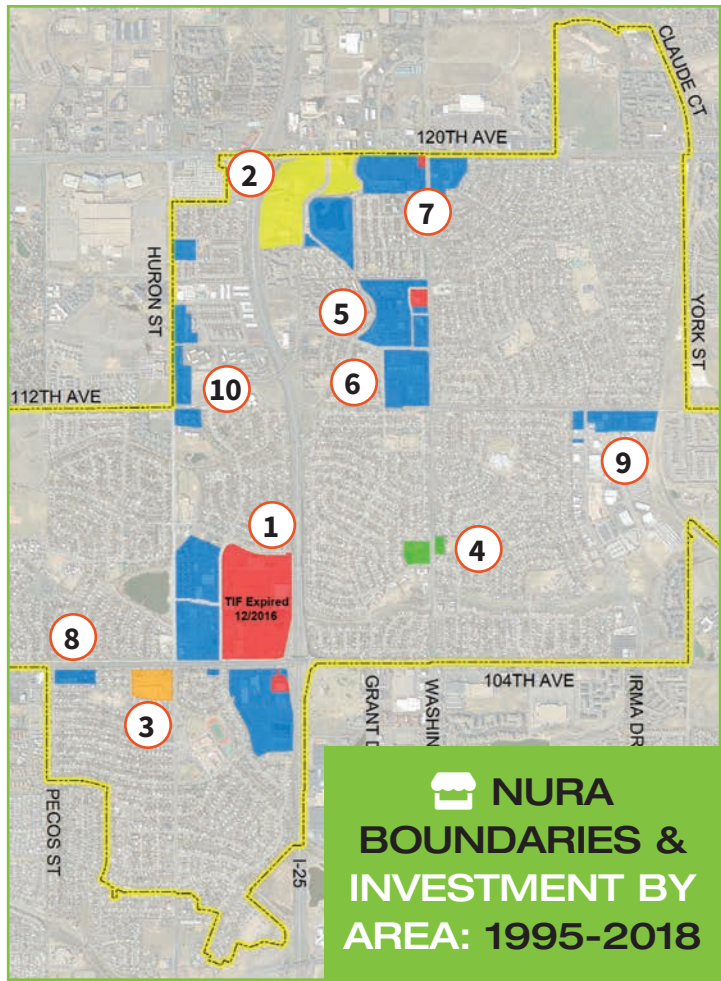 CLAUDE CT
120TH AVE
2
7
HURON ST
5
YORK ST
6
10
112TH AVE
9
1
4
TIF Expired
12/2016
8
104TH AVE
3
GRANT D
WASHIN
IRMA DR
PECOS ST
I-25
NURA
BOUNDARIES &
INVESTMENT BY
AREA: 1995-2018